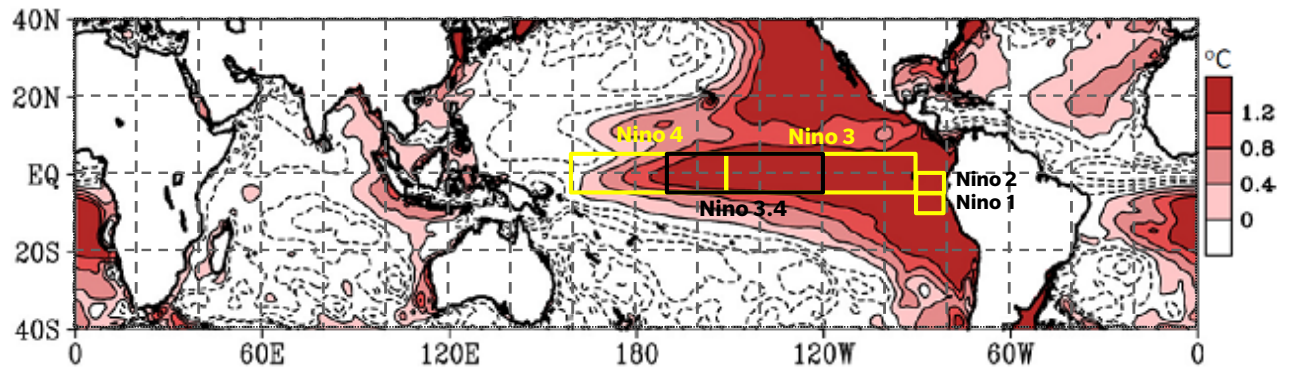 40N
°C
20N
1.2
Nino 4
Nino 3
0.8
EQ
Nino 2
0.4
Nino 1
Nino 3.4
0
20S
40S
0
60E
120E
180
120W
60W
0